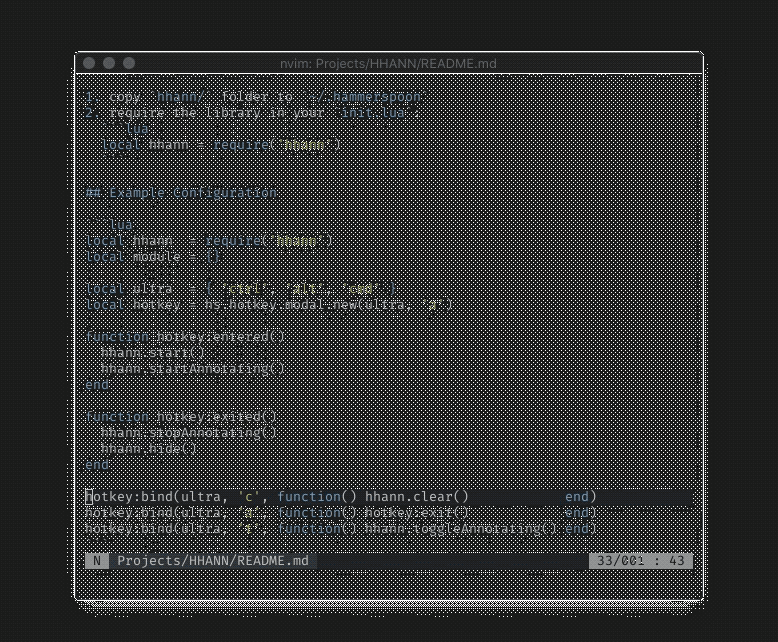 nvim: Projects/HHANN/README.md
1. copy `hhann/` folder to `~/.hammerspoon`
2. require the library in your `init.lua`:
```lua
local hhann = require('hhann')
## Example Configuration
```lua
local hhann = require('hhann')
local module = {}
local ultra = { 'ctrl', 'alt', 'cmd' }
local hotkey = hs.hotkey.modal.new(ultra, 'a')
function hotkey:entered()
hhann.start()
hhann.startAnnotating()
end
function hotkey:exited()
hhann.stopAnnotating()
hhann.hide()
end
hotkey:bind(ultra, 'c', function() hhann.clear() end)
hotkey:bind(ultra, function() hotkey:exit() end)
hotkey:bind(ultra, function() hhann:toggleAnnotating() end)
N Projects/HHANN/README.md 33/ : 43